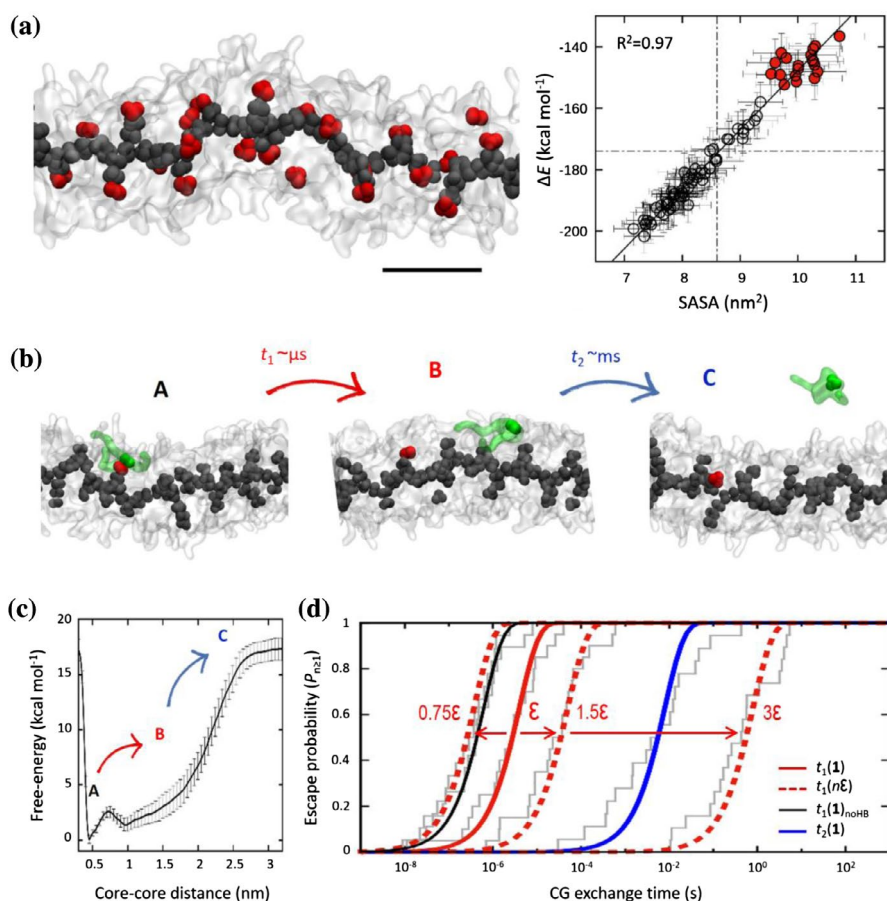 (a)
R²=0.97
ΔE (kcal mol⁻¹)
-140
-160
-180
-200
7 8 9 10 11
SASA (nm²)
(b)
A
t₁~μs
B
t₂~ms
C
(c)
Free-energy (kcal mol⁻¹)
20
15
10
5
0
A
B
C
0.5 1 1.5 2 2.5 3
Core-core distance (nm)
(d)
Escape probability (Pₙ≥₁)
1
0.8
0.6
0.4
0.2
0
0.75ε
ε
1.5ε
3ε
t₁(1)
t₁(nε)
t₁(1)noHB
t₂(1)
10⁻⁸ 10⁻⁶ 10⁻⁴ 10⁻² 10⁰ 10²
CG exchange time (s)